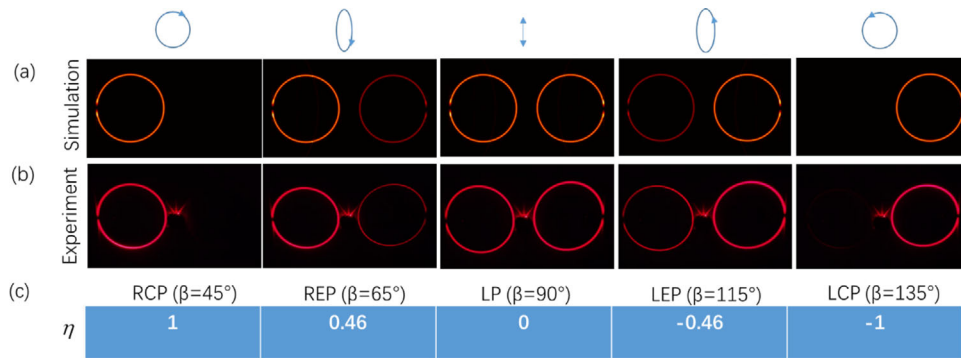 (a)
Simulation
(b)
Experiment
(c)
RCP (β=45°) REP (β=65°) LP (β=90°) LEP (β=115°) LCP (β=135°)
η 1 0.46 0 -0.46 -1